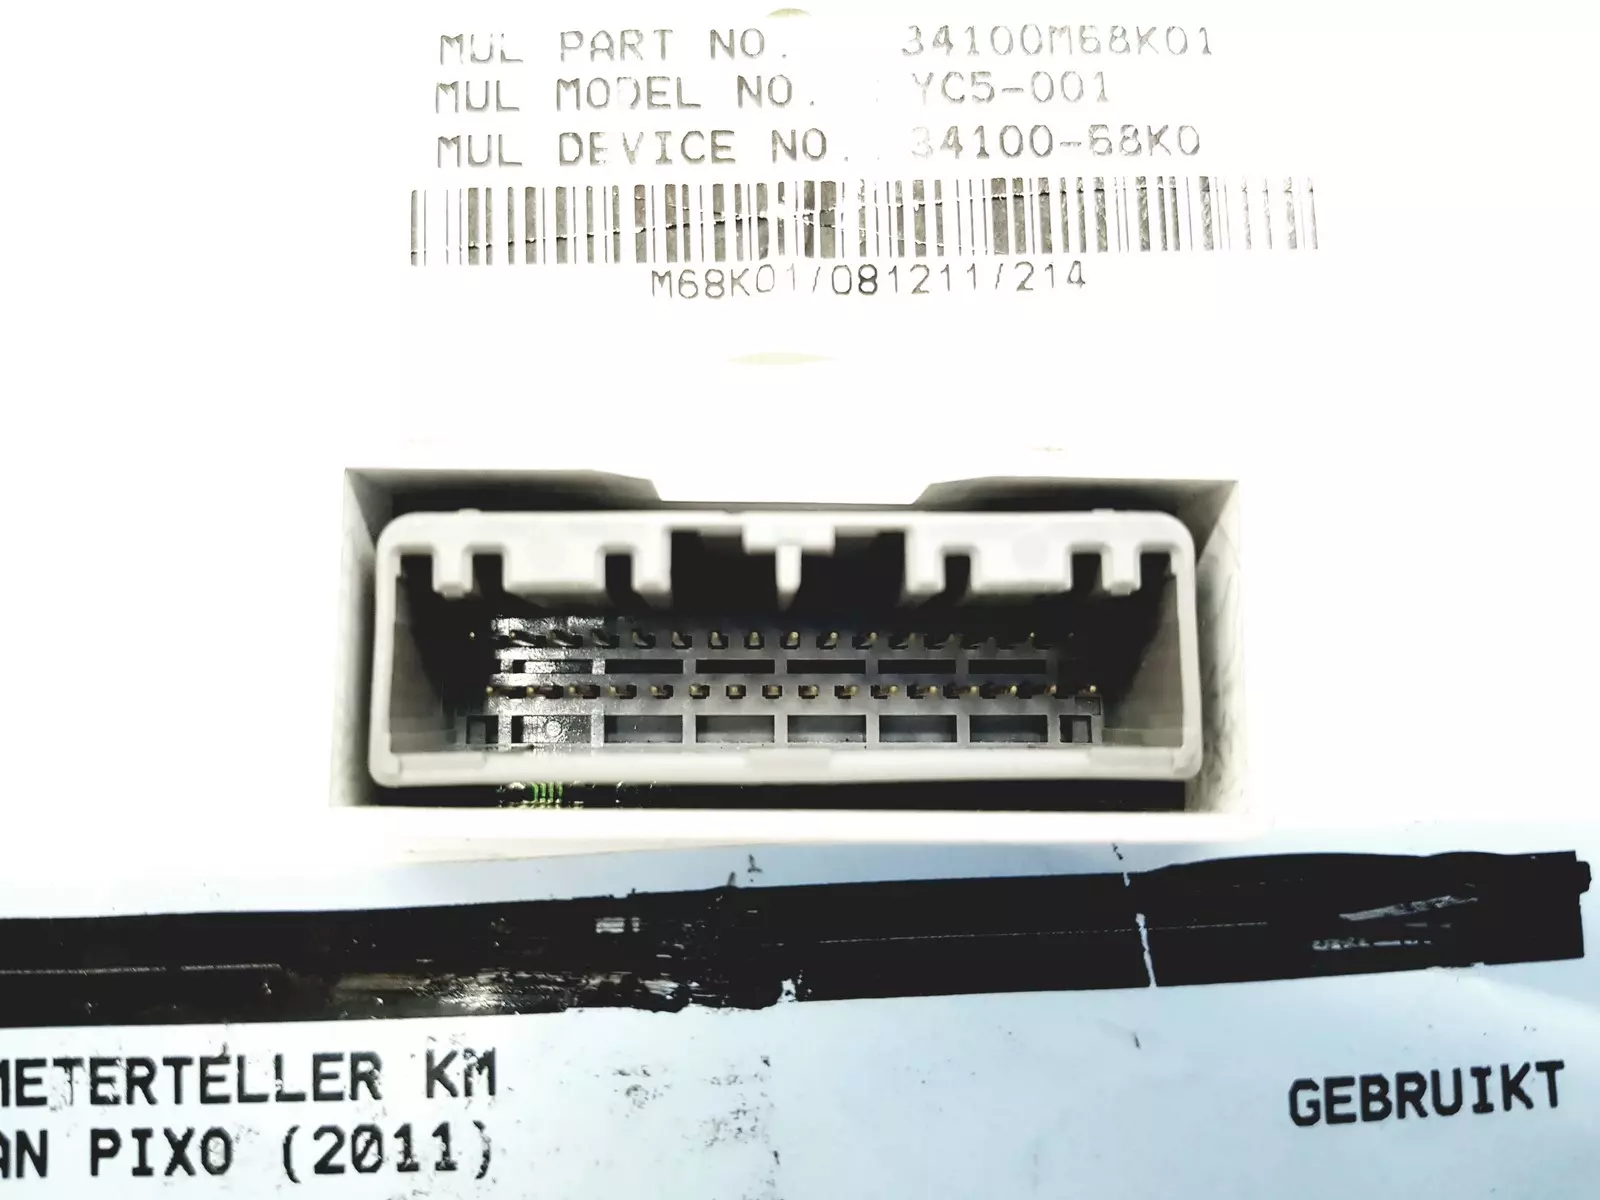 MUL PART NO. 34100M68K01
MUL MODEL NO. : YC5-001
MUL DEVICE NO. : 34100-68K0
M68K01/081211/214
METERTELLER KM
AN PIXO (2011)
GEBRUIKT